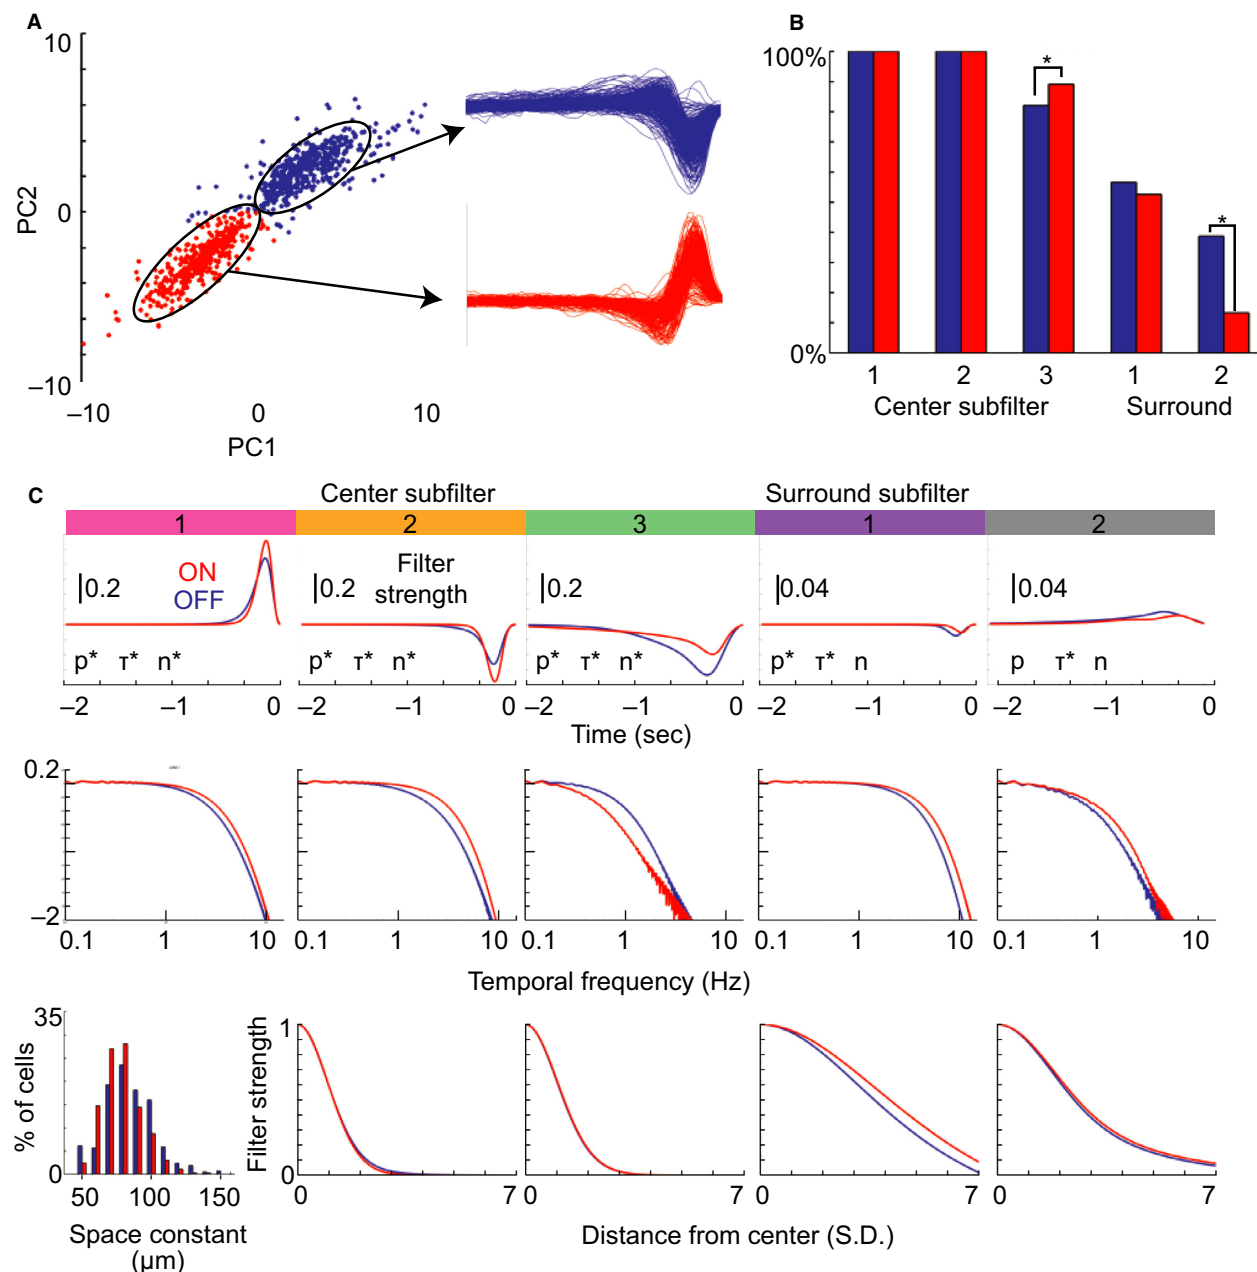 A
10
0
–10
PC2
–10 0 10
PC1
B
100%
0%
*
*
1 2 3 1 2
Center subfilter Surround
C
Center subfilter Surround subfilter
1 2 3 1 2
0.2 ON
OFF
0.2 Filter
strength
0.2
0.04
0.04
p* τ* n*
p* τ* n*
p* τ* n*
p* τ* n
p τ* n
–2 –1 0
–2 –1 0
–2 –1 0
–2 –1 0
–2 –1 0
Time (sec)
0.2
–2
0.1 1 10
0.1 1 10
0.1 1 10
0.1 1 10
0.1 1 10
Temporal frequency (Hz)
35
0
% of cells
50 100 150
Space constant
(μm)
Filter strength
1
0
0 7
0 7
0 7
0 7
Distance from center (S.D.)